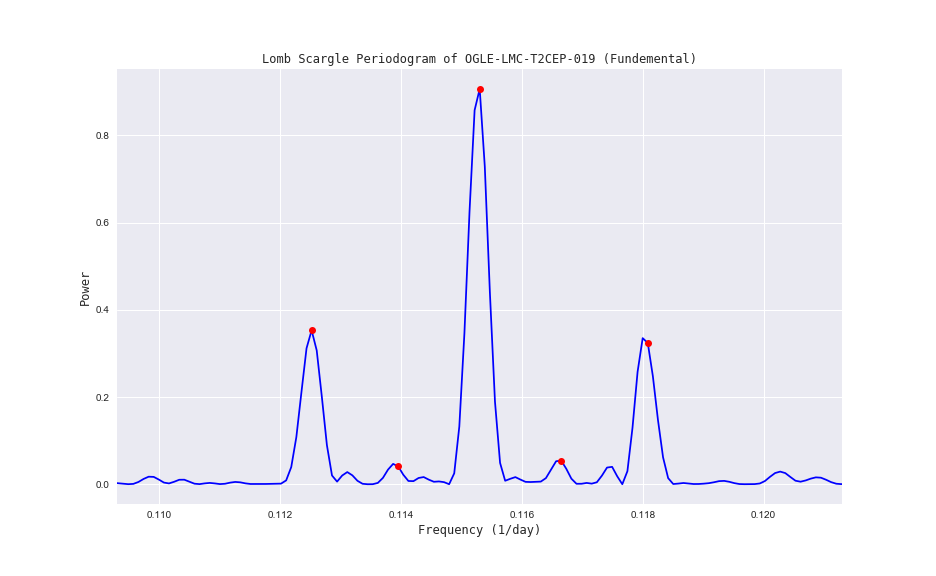 Lomb Scargle Periodogram of OGLE-LMC-T2CEP-019 (Fundemental)
0.8
0.6
0.4
0.2
0.0
Power
0.110 0.112 0.114 0.116 0.118 0.120
Frequency (1/day)